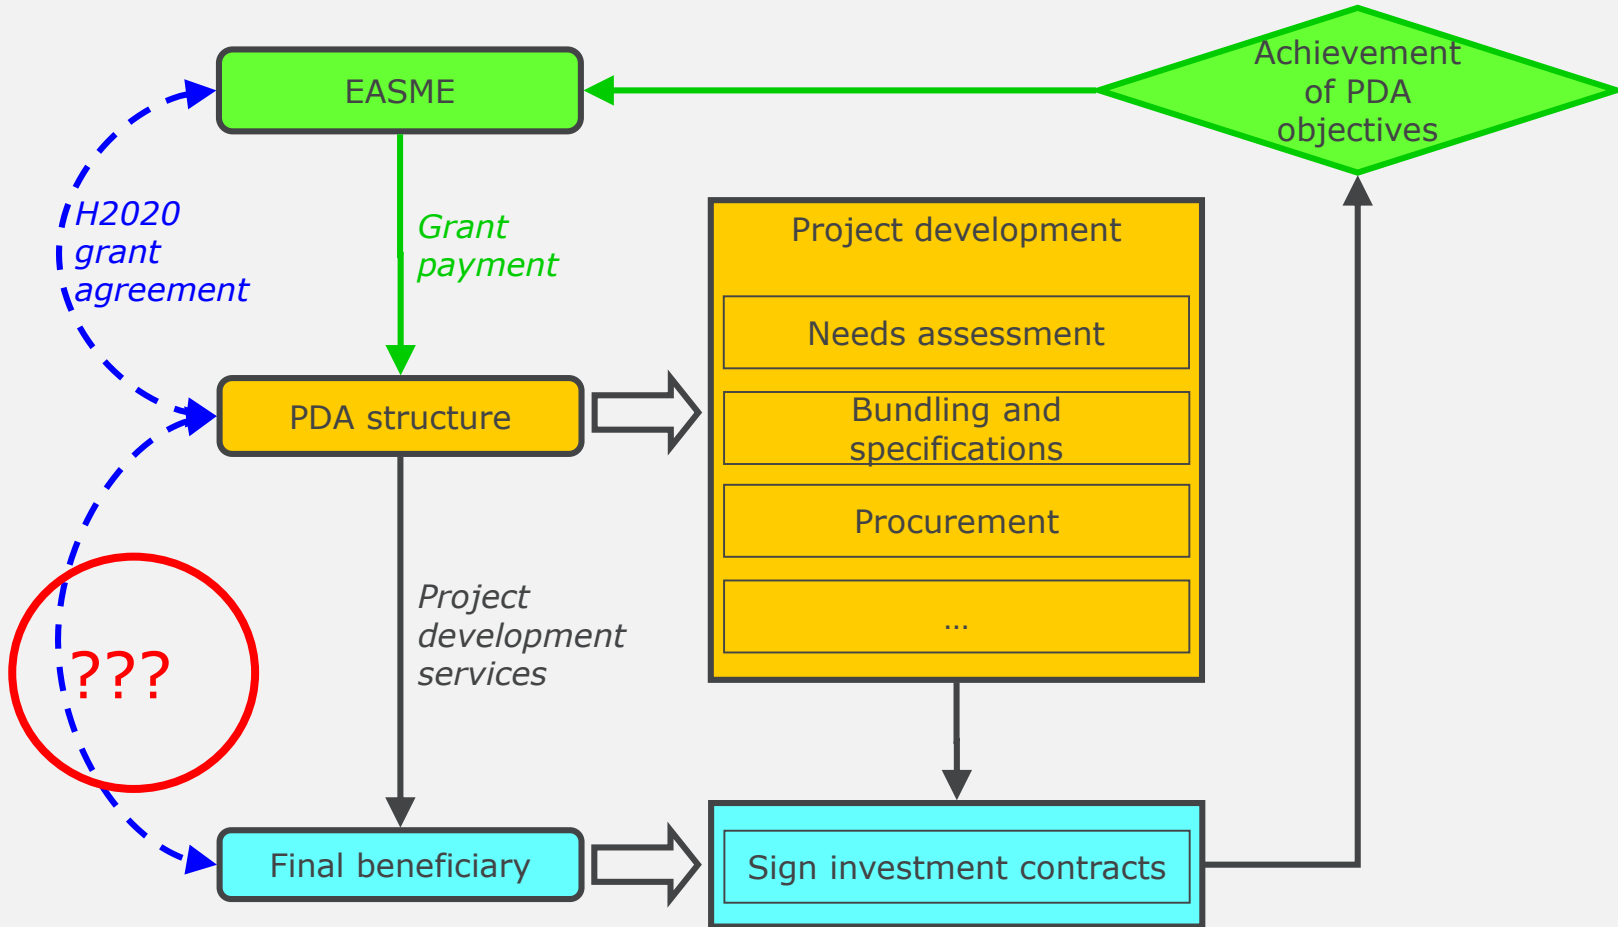 EASME
Achievement
of PDA
objectives
H2020
grant
agreement
Grant
payment
Project development
Needs assessment
Bundling and
specifications
Procurement
...
PDA structure
Project
development
services
???
Final beneficiary
Sign investment contracts